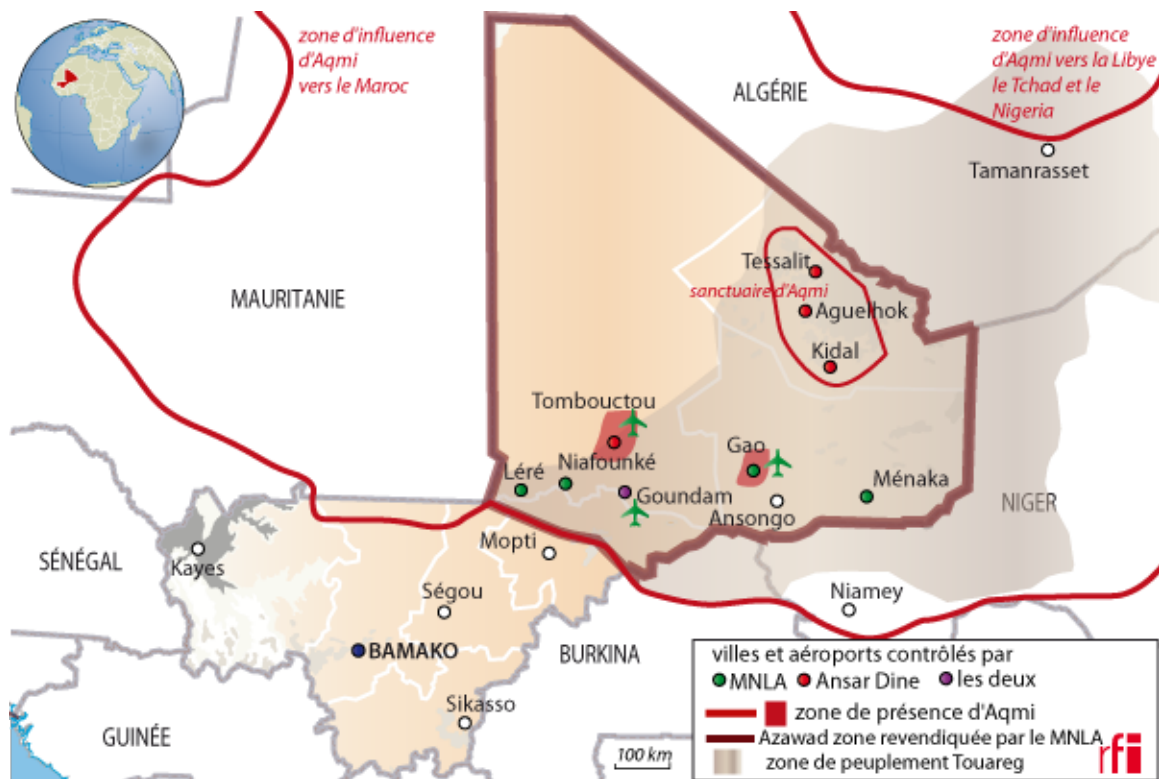 zone d'influence
d'Aqmi
vers le Maroc
zone d'influence
d'Aqmi vers la Libye
le Tchad et le
Nigeria
ALGÉRIE
Tamanrasset
MAURITANIE
Tessalit
sanctuaire d'Aqmi
Aguelhok
Kidal
Tombouctou
Gao
Léré
Niafounké
Goundam
Ménaka
Ansongo
NIGER
Mopti
SÉNÉGAL
Kayes
Ségou
Niamey
BAMAKO
BURKINA
Sikasso
GUINÉE
100 km
villes et aéroports contrôlés par
MNLA Ansar Dine les deux
zone de présence d'Aqmi
Azawad zone revendiquée par le MNLA
zone de peuplement Touareg
rfi